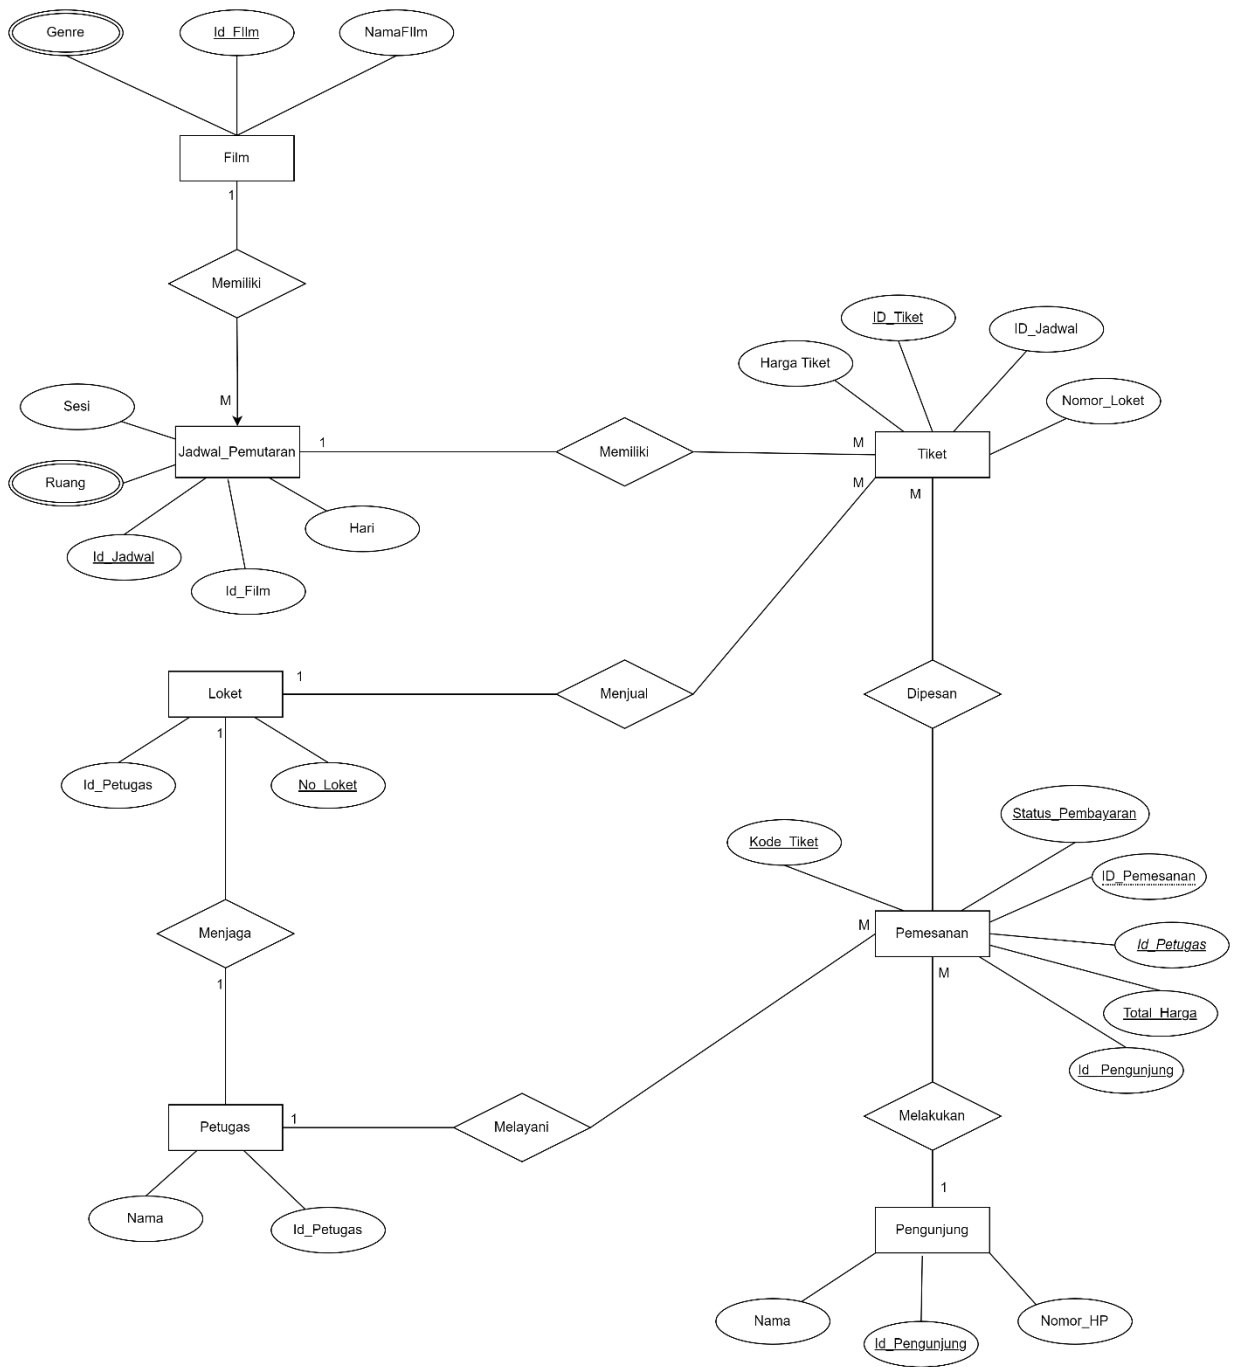 Genre
Id_FIlm
NamaFIlm
Film
1
Memiliki
M
Sesi
Jadwal_Pemutaran
Ruang
Id_Jadwal
Id_Film
Hari
1
Memiliki
M
Harga Tiket
ID_Tiket
ID_Jadwal
Nomor_Loket
Tiket
M
M
Loket
1
Menjual
Id_Petugas
No_Loket
1
Dipesan
Menjaga
1
Kode_Tiket
Status_Pembayaran
ID_Pemesanan
Id_Petugas
Total_Harga
Id_ Pengunjung
Pemesanan
M
M
Petugas
1
Melayani
Nama
Id_Petugas
Melakukan
1
Pengunjung
Nama
Id_Pengunjung
Nomor_HP